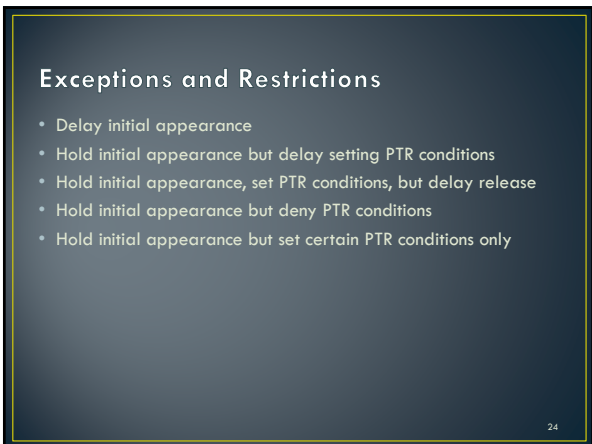 Exceptions and Restrictions
• Delay initial appearance
• Hold initial appearance but delay setting PTR conditions
• Hold initial appearance, set PTR conditions, but delay release
• Hold initial appearance but deny PTR conditions
• Hold initial appearance but set certain PTR conditions only
24